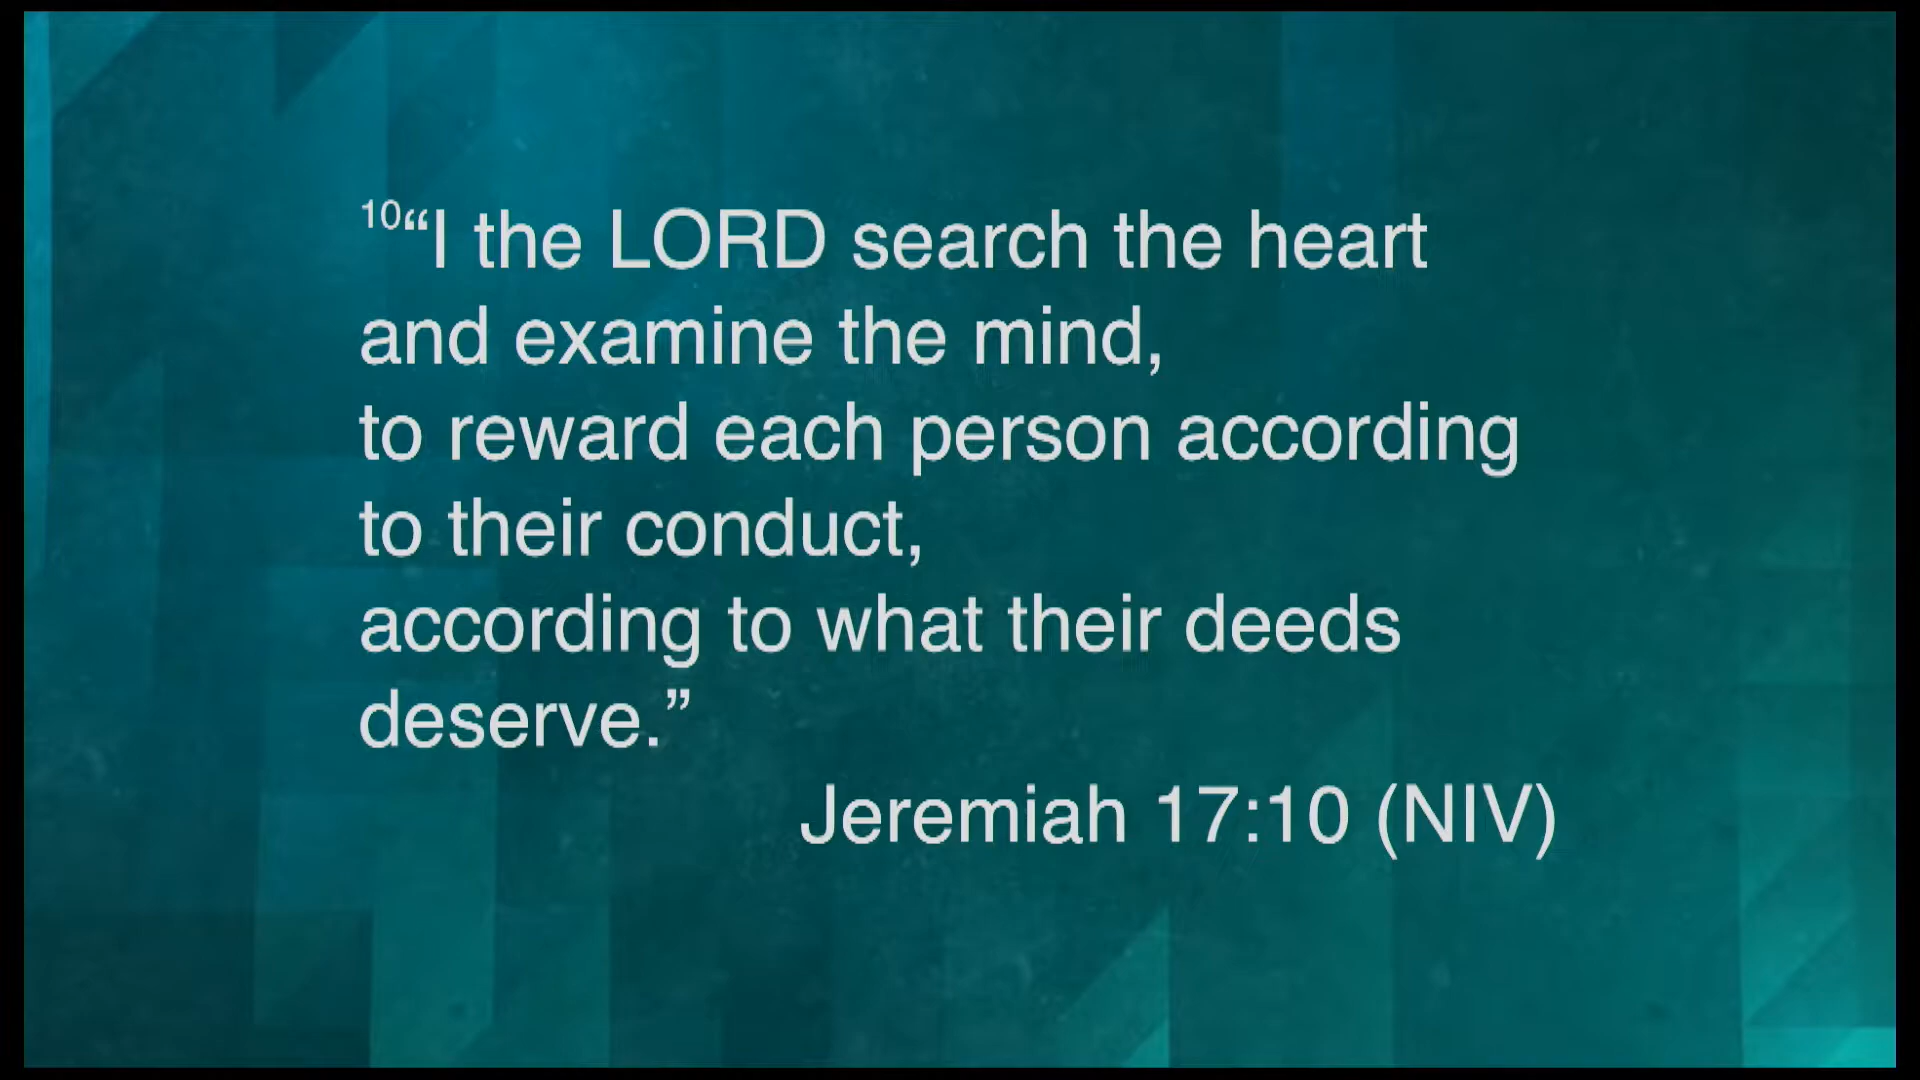 10“I the LORD search the heart
and examine the mind,
to reward each person according
to their conduct,
according to what their deeds
deserve.”
Jeremiah 17:10 (NIV)